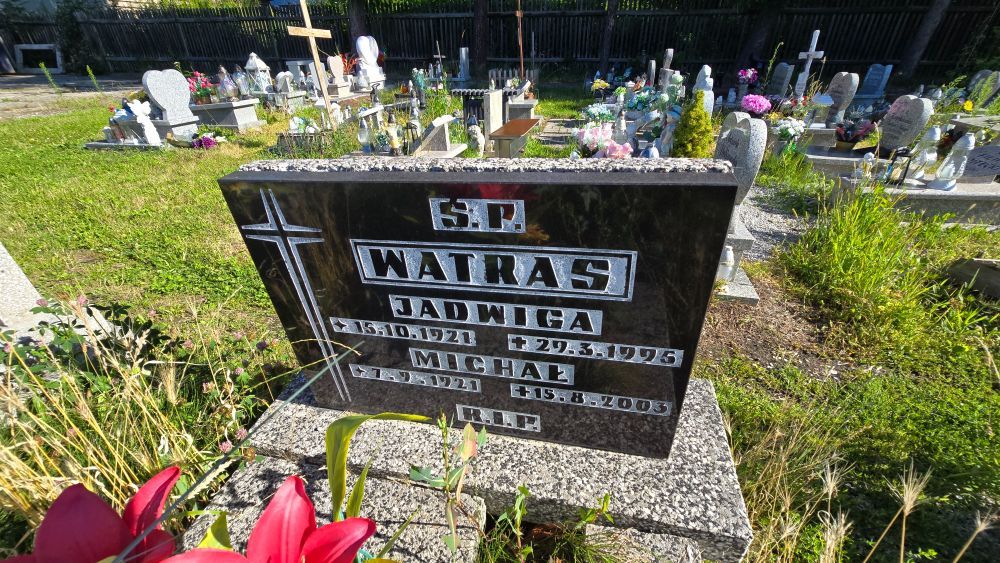 Ś.P.
WATRAS
JADWIGA
★15.10.1921 ✝29.3.1995
MICHAŁ
★7.9.1921 ✝15.8.2003
R.I.P.